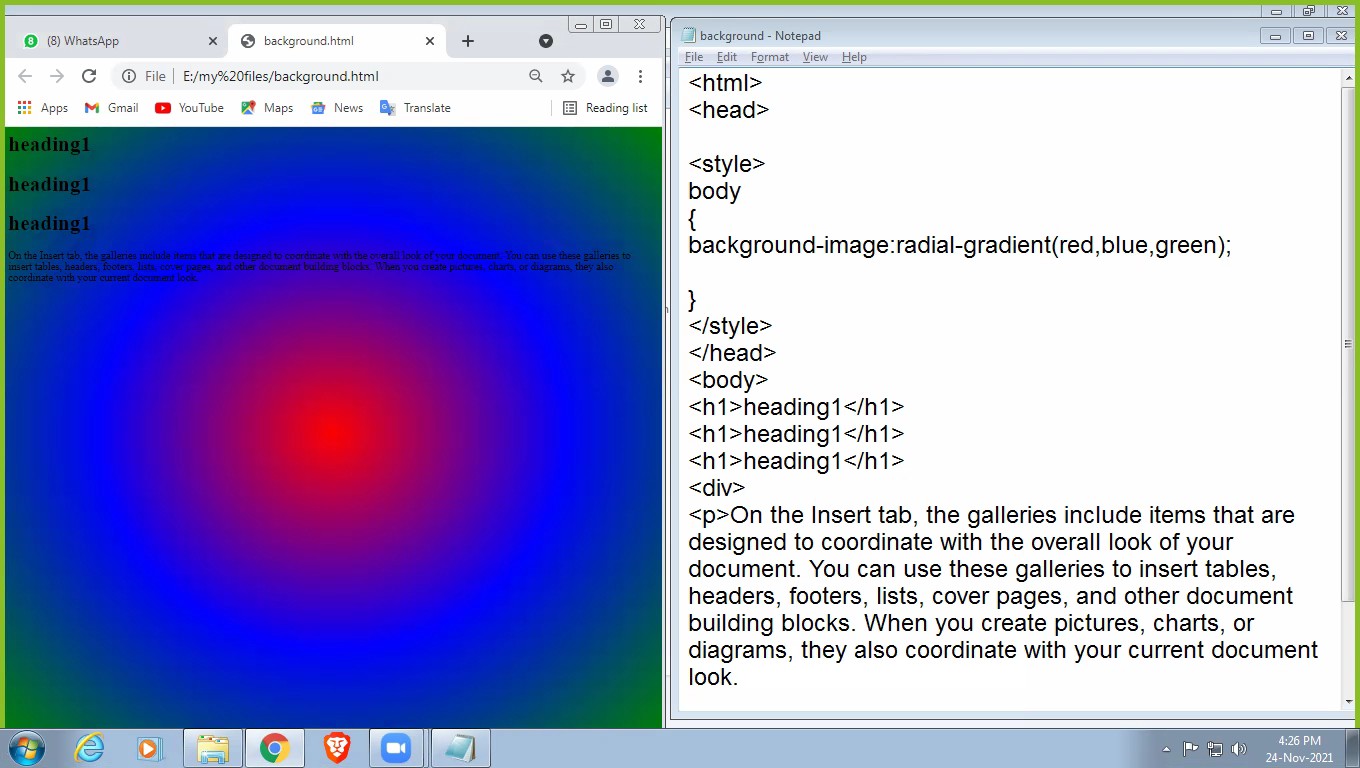 (8) WhatsApp
background.html
File
E:/my%20files/background.html
Apps
Gmail
YouTube
Maps
News
Translate
Reading list
heading1
heading1
heading1
On the Insert tab, the galleries include items that are designed to coordinate with the overall look of your document. You can use these galleries to
insert tables, headers, footers, lists, cover pages, and other document building blocks. When you create pictures, charts, or diagrams, they also
coordinate with your current document look.
background - Notepad
File Edit Format View Help
<html>
<head>
<style>
body
{
background-image:radial-gradient(red,blue,green);
}
</style>
</head>
<body>
<h1>heading1</h1>
<h1>heading1</h1>
<h1>heading1</h1>
<div>
<p>On the Insert tab, the galleries include items that are
designed to coordinate with the overall look of your
document. You can use these galleries to insert tables,
headers, footers, lists, cover pages, and other document
building blocks. When you create pictures, charts, or
diagrams, they also coordinate with your current document
look.
4:26 PM
24-Nov-2021